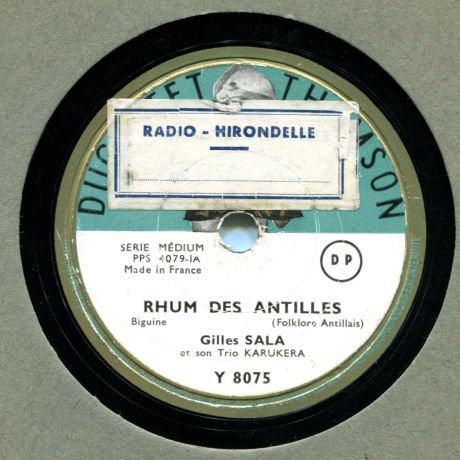 DUCRETET THOMSON
RADIO - HIRONDELLE
SERIE MÉDIUM
PPS 4079-1A
Made in France
DP
RHUM DES ANTILLES
Biguine (Folklore Antillais)
Gilles SALA
et son Trio KARUKERA
Y 8075